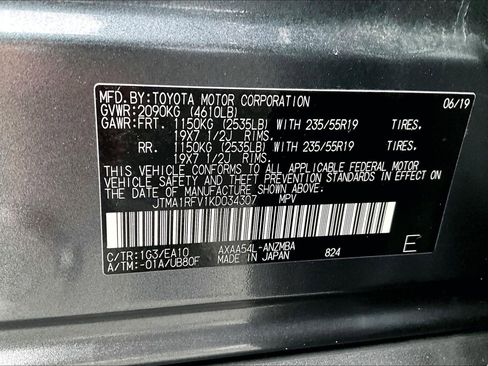 MFD.BY:TOYOTA MOTOR CORPORATION 06/19
GVWR:2090KG (4610LB)
GAWR:FRT. 1150KG (2535LB) WITH 235/55R19 TIRES.
19X7 1/2J RIMS.
RR. 1150KG (2535LB) WITH 235/55R19 TIRES.
19X7 1/2J RIMS.
THIS VEHICLE CONFORMS TO ALL APPLICABLE FEDERAL MOTOR
VEHICLE SAFETY AND THEFT PREVENTION STANDARDS IN EFFECT ON
THE DATE OF MANUFACTURE SHOWN ABOVE.
JTMA1RFV1KD034307 MPV
C/TR:1G3/EA10 AXAA54L-ANZMBA 824 E
A/TM:-01A/UB80F MADE IN JAPAN